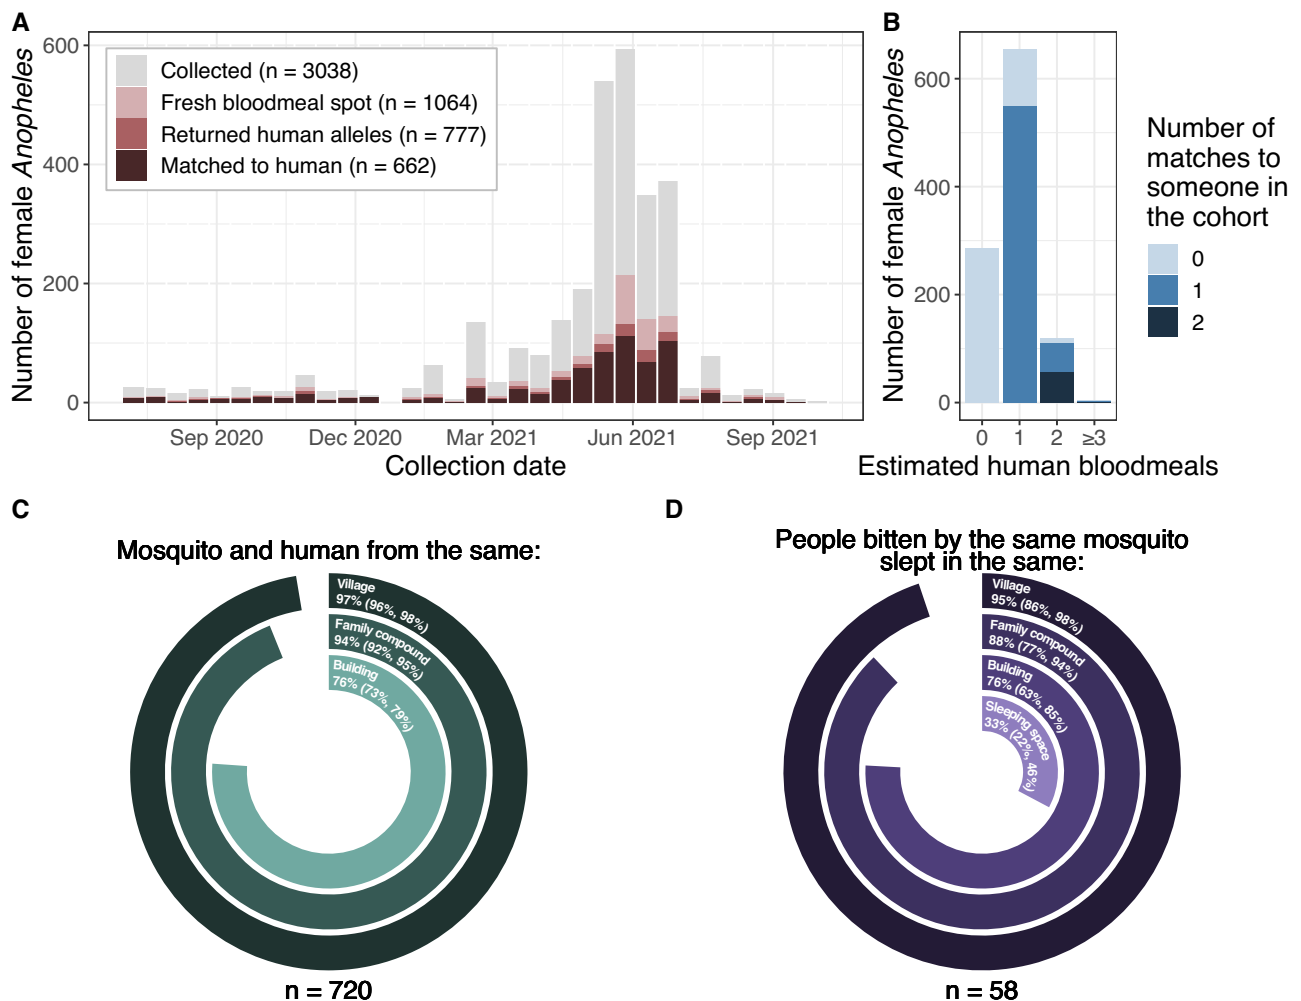 A
Number of female Anopheles
600
400
200
0
Collected (n = 3038)
Fresh bloodmeal spot (n = 1064)
Returned human alleles (n = 777)
Matched to human (n = 662)
Sep 2020
Dec 2020
Mar 2021
Jun 2021
Sep 2021
Collection date
B
Number of female Anopheles
600
400
200
0
0
1
2
≥3
Estimated human bloodmeals
Number of
matches to
someone in
the cohort
0
1
2
C
Mosquito and human from the same:
Village
97% (96%, 98%)
Family compound
94% (92%, 95%)
Building
76% (73%, 79%)
n = 720
D
People bitten by the same mosquito
slept in the same:
Village
95% (86%, 98%)
Family compound
88% (77%, 94%)
Building
76% (63%, 85%)
Sleeping space
33% (22%, 46%)
n = 58